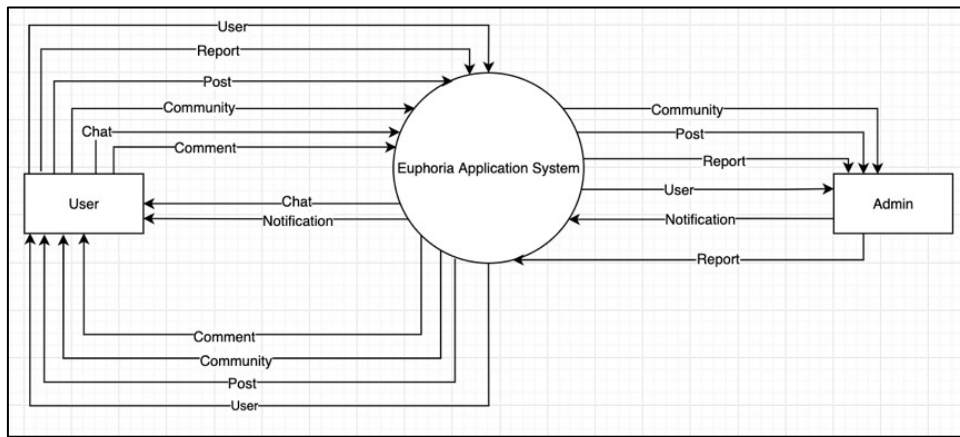 User
Report
Post
Community
Chat
Comment
Euphoria Application System
Community
Post
Report
User
Notification
Report
User
Admin
Chat
Notification
Comment
Community
Post
User